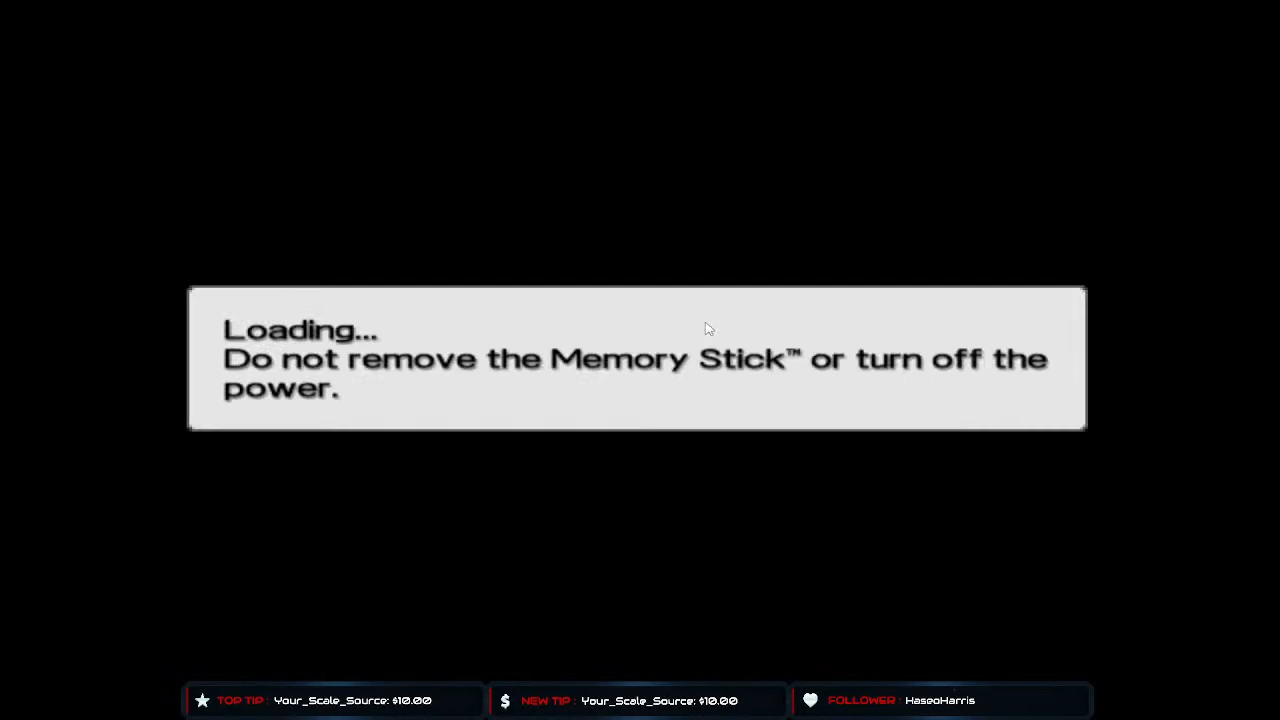 Loading...
Do not remove the Memory Stick™ or turn off the
power.
TOP TIP : Your_Scale_Source: $10.00
$ NEW TIP : Your_Scale_Source: $10.00
FOLLOWER : HaseoHarris